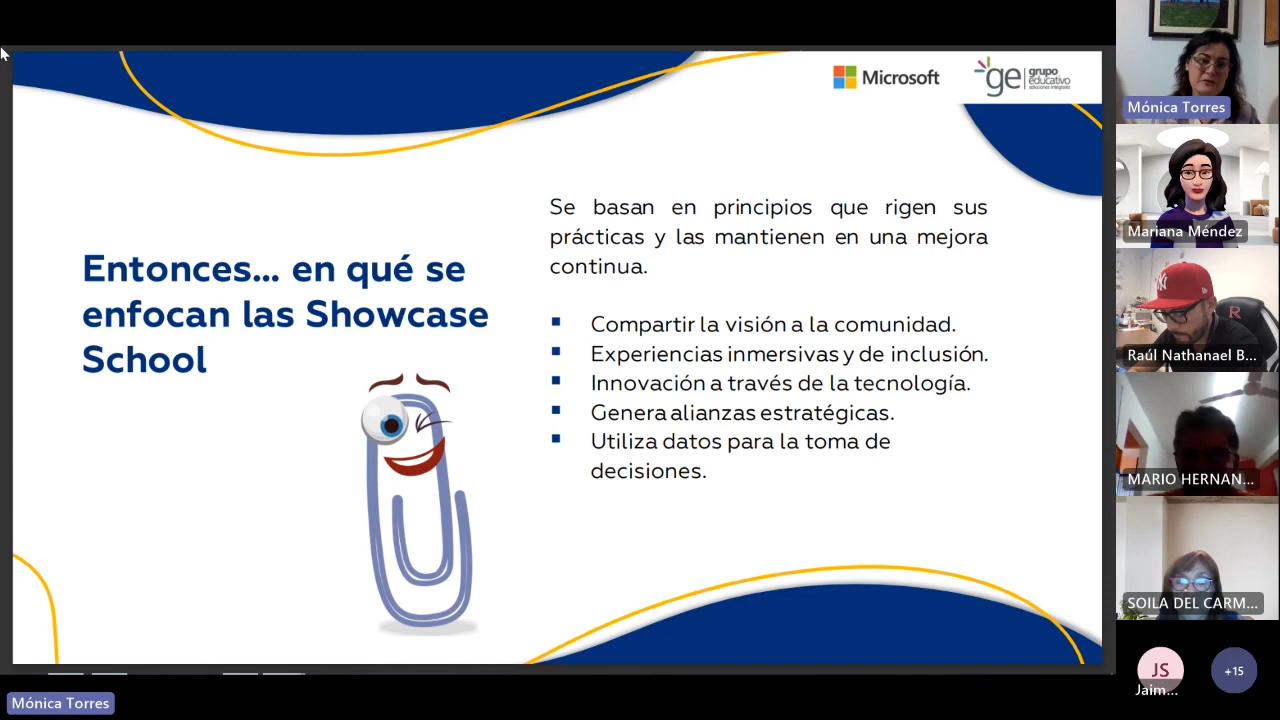 Microsoft
ge grupo
educativo
soluciones integrales
Entonces... en qué se
enfocan las Showcase
School
Se basan en principios que rigen sus
prácticas y las mantienen en una mejora
continua.
Compartir la visión a la comunidad.
Experiencias inmersivas y de inclusión.
Innovación a través de la tecnología.
Genera alianzas estratégicas.
Utiliza datos para la toma de
decisiones.
Mónica Torres
Mariana Méndez
R
Raúl Nathanael B...
MARIO HERNAN...
SOILA DEL CARM...
JS
Jaim...
+15
Mónica Torres